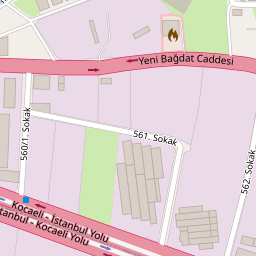 Yeni Bağdat Caddesi
561. Sokak
560/1. Sokak
562. Sokak
Kocaeli - İstanbul Yolu
stanbul - Kocaeli Yolu